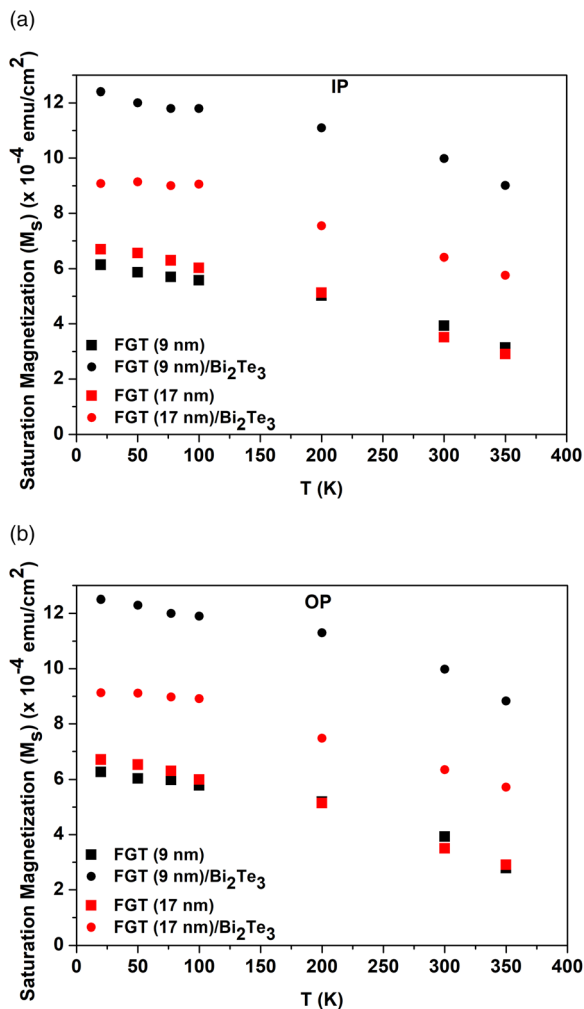 (a)
IP
Saturation Magnetization (Mₛ) (x 10⁻⁴ emu/cm²)
12
10
8
6
4
2
0
FGT (9 nm)
FGT (9 nm)/Bi₂Te₃
FGT (17 nm)
FGT (17 nm)/Bi₂Te₃
0 50 100 150 200 250 300 350 400
T (K)
(b)
OP
Saturation Magnetization (Mₛ) (x 10⁻⁴ emu/cm²)
12
10
8
6
4
2
0
FGT (9 nm)
FGT (9 nm)/Bi₂Te₃
FGT (17 nm)
FGT (17 nm)/Bi₂Te₃
0 50 100 150 200 250 300 350 400
T (K)